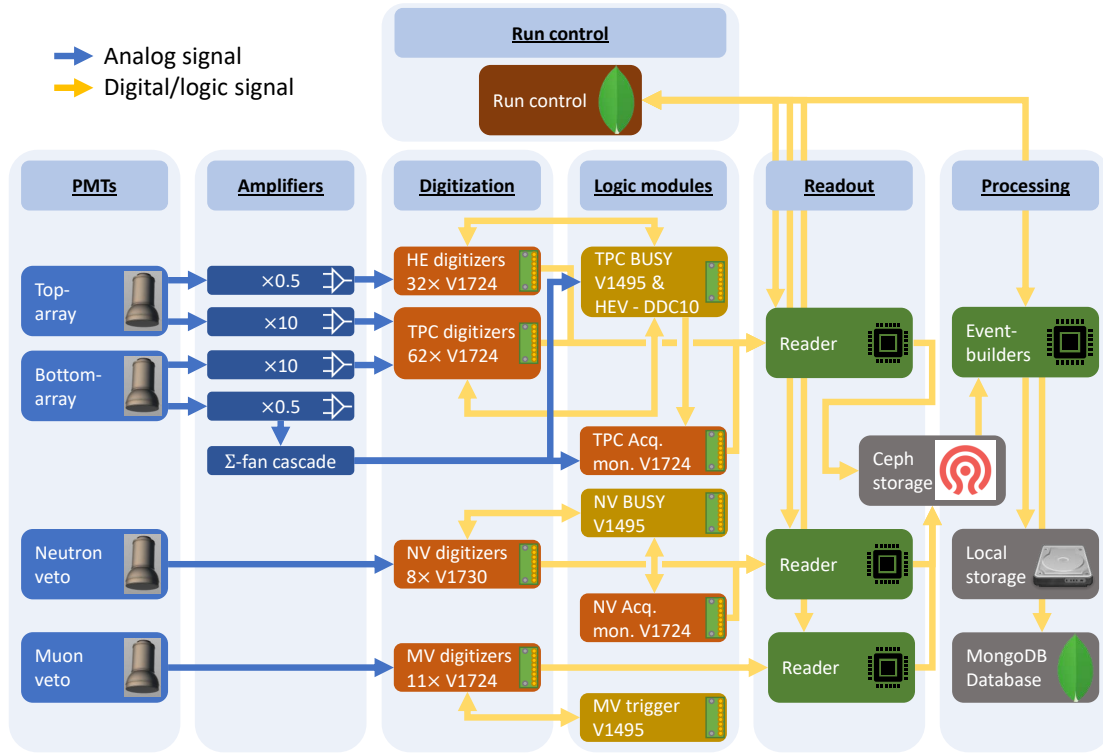 Analog signal
Digital/logic signal
Run control
Run control
PMTs
Amplifiers
Digitization
Logic modules
Readout
Processing
Top-
array
Bottom-
array
Neutron
veto
Muon
veto
×0.5
×10
×10
×0.5
Σ-fan cascade
HE digitizers
32× V1724
TPC digitizers
62× V1724
NV digitizers
8× V1730
MV digitizers
11× V1724
TPC BUSY
V1495 &
HEV - DDC10
TPC Acq.
mon. V1724
NV BUSY
V1495
NV Acq.
mon. V1724
MV trigger
V1495
Reader
Reader
Reader
Event-
builders
Ceph
storage
Local
storage
MongoDB
Database